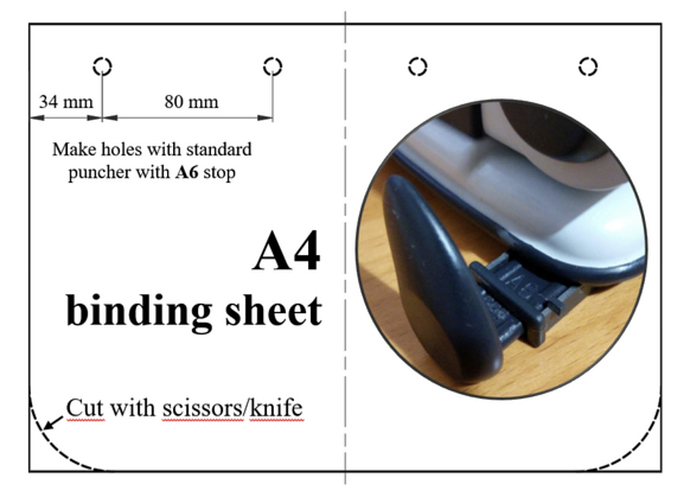 34 mm
80 mm
Make holes with standard
puncher with A6 stop
A4
binding sheet
Cut with scissors/knife